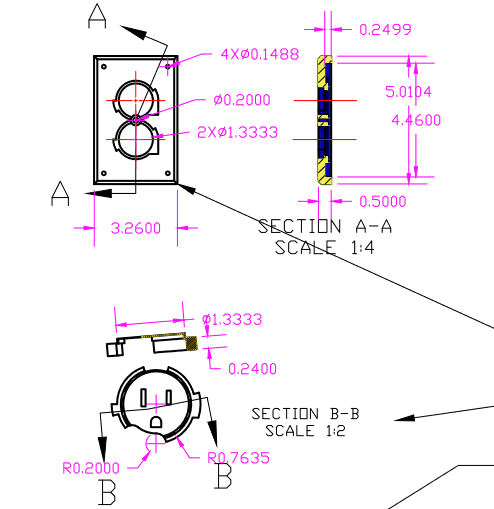 A
0.2499
4XØ0.1488
5.0104
Ø0.2000
4.4600
2XØ1.3333
A
0.5000
3.2600
SECTION A-A
SCALE 1:4
Ø1.3333
0.2400
SECTION B-B
SCALE 1:2
R0.2000
R0.7635
B
B